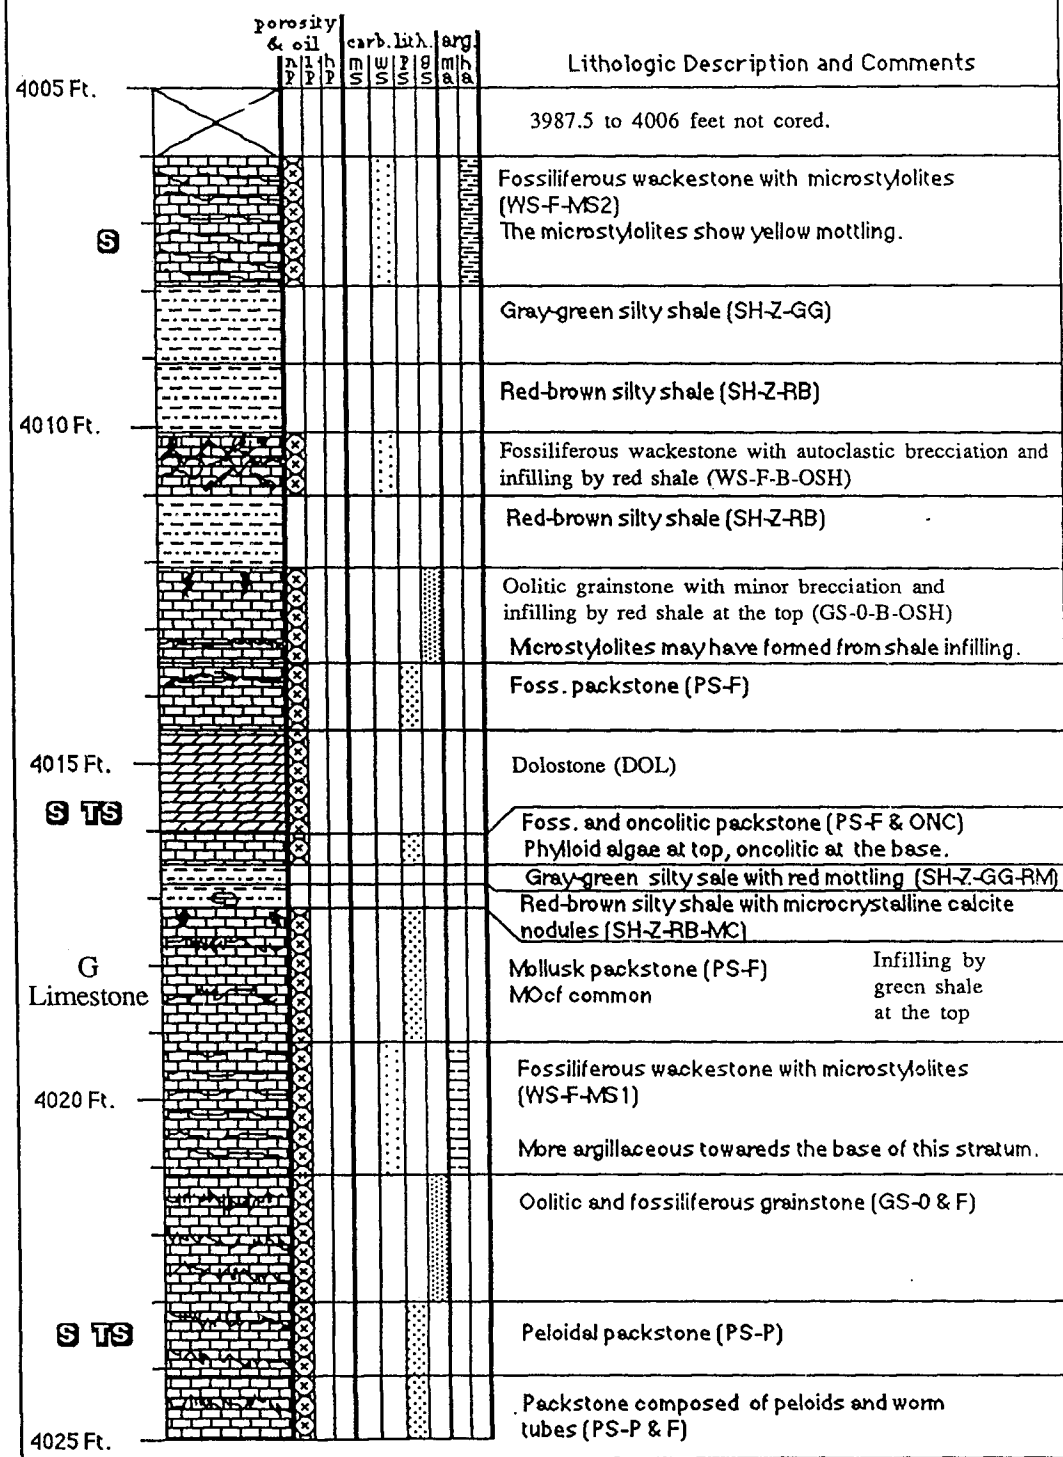 porosity
& oil carb. lith. arg.
np lp hp ms ws ps gs ma ha
Lithologic Description and Comments
4005 Ft.
3987.5 to 4006 feet not cored.
Fossiliferous wackestone with microstylolites
(WS-F-MS2)
The microstylolites show yellow mottling.
S
Gray-green silty shale (SH-Z-GG)
Red-brown silty shale (SH-Z-RB)
4010 Ft.
Fossiliferous wackestone with autoclastic brecciation and
infilling by red shale (WS-F-B-OSH)
Red-brown silty shale (SH-Z-RB)
Oolitic grainstone with minor brecciation and
infilling by red shale at the top (GS-0-B-OSH)
Microstylolites may have formed from shale infilling.
Foss. packstone (PS-F)
4015 Ft.
Dolostone (DOL)
S TS
Foss. and oncolitic packstone (PS-F & ONC)
Phylloid algae at top, oncolitic at the base.
Gray-green silty sale with red mottling (SH-Z-GG-RM)
Red-brown silty shale with microcrystalline calcite
nodules (SH-Z-RB-MC)
G
Limestone
Mollusk packstone (PS-F)
MOcf common
Infilling by
green shale
at the top
Fossiliferous wackestone with microstylolites
(WS-F-MS1)
4020 Ft.
More argillaceous towareds the base of this stratum.
Oolitic and fossiliferous grainstone (GS-0 & F)
S TS
Peloidal packstone (PS-P)
Packstone composed of peloids and worm
tubes (PS-P & F)
4025 Ft.